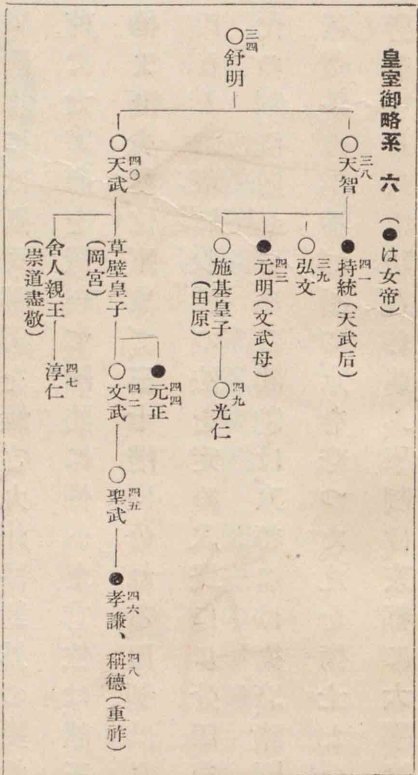 皇室御略系 六 (●は女帝)
三四
○舒明
三八
○天智
四一
●持統(天武后)
三九
○弘文
四三
●元明(文武母)
○施基皇子
(田原)
四九
○光仁
四〇
○天武
草壁皇子
(岡宮)
四四
●元正
四二
○文武
四五
○聖武
四六 四八
●孝謙、稱德(重祚)
舍人親王
(崇道盡敬)
四七
淳仁